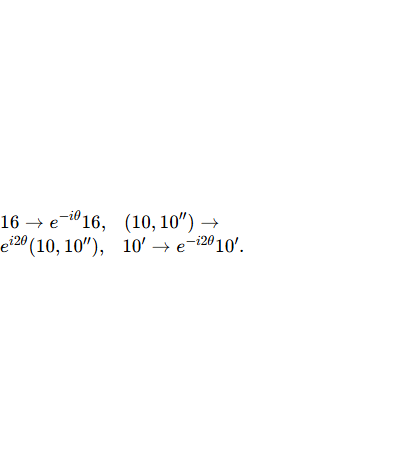 16 → e^{−iθ}16, (10, 10′′) →
e^{i2θ}(10, 10′′), 10′ → e^{−i2θ}10′.